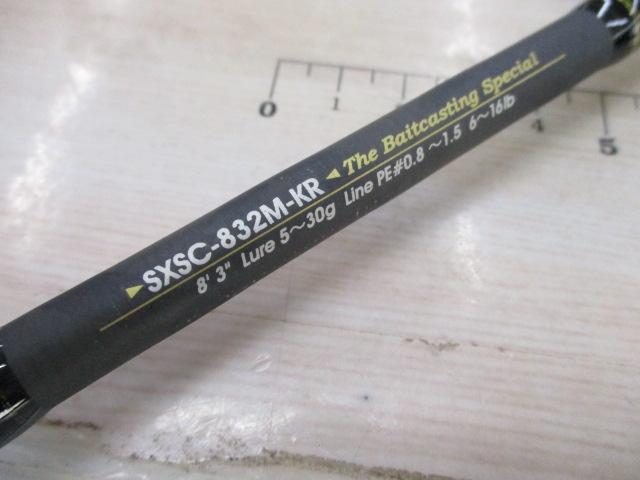 SXSC-832M-KR The Baitcasting Special
8' 3" Lure 5~30g Line PE#0.8 ~1.5 6~16lb
0 1 4 5